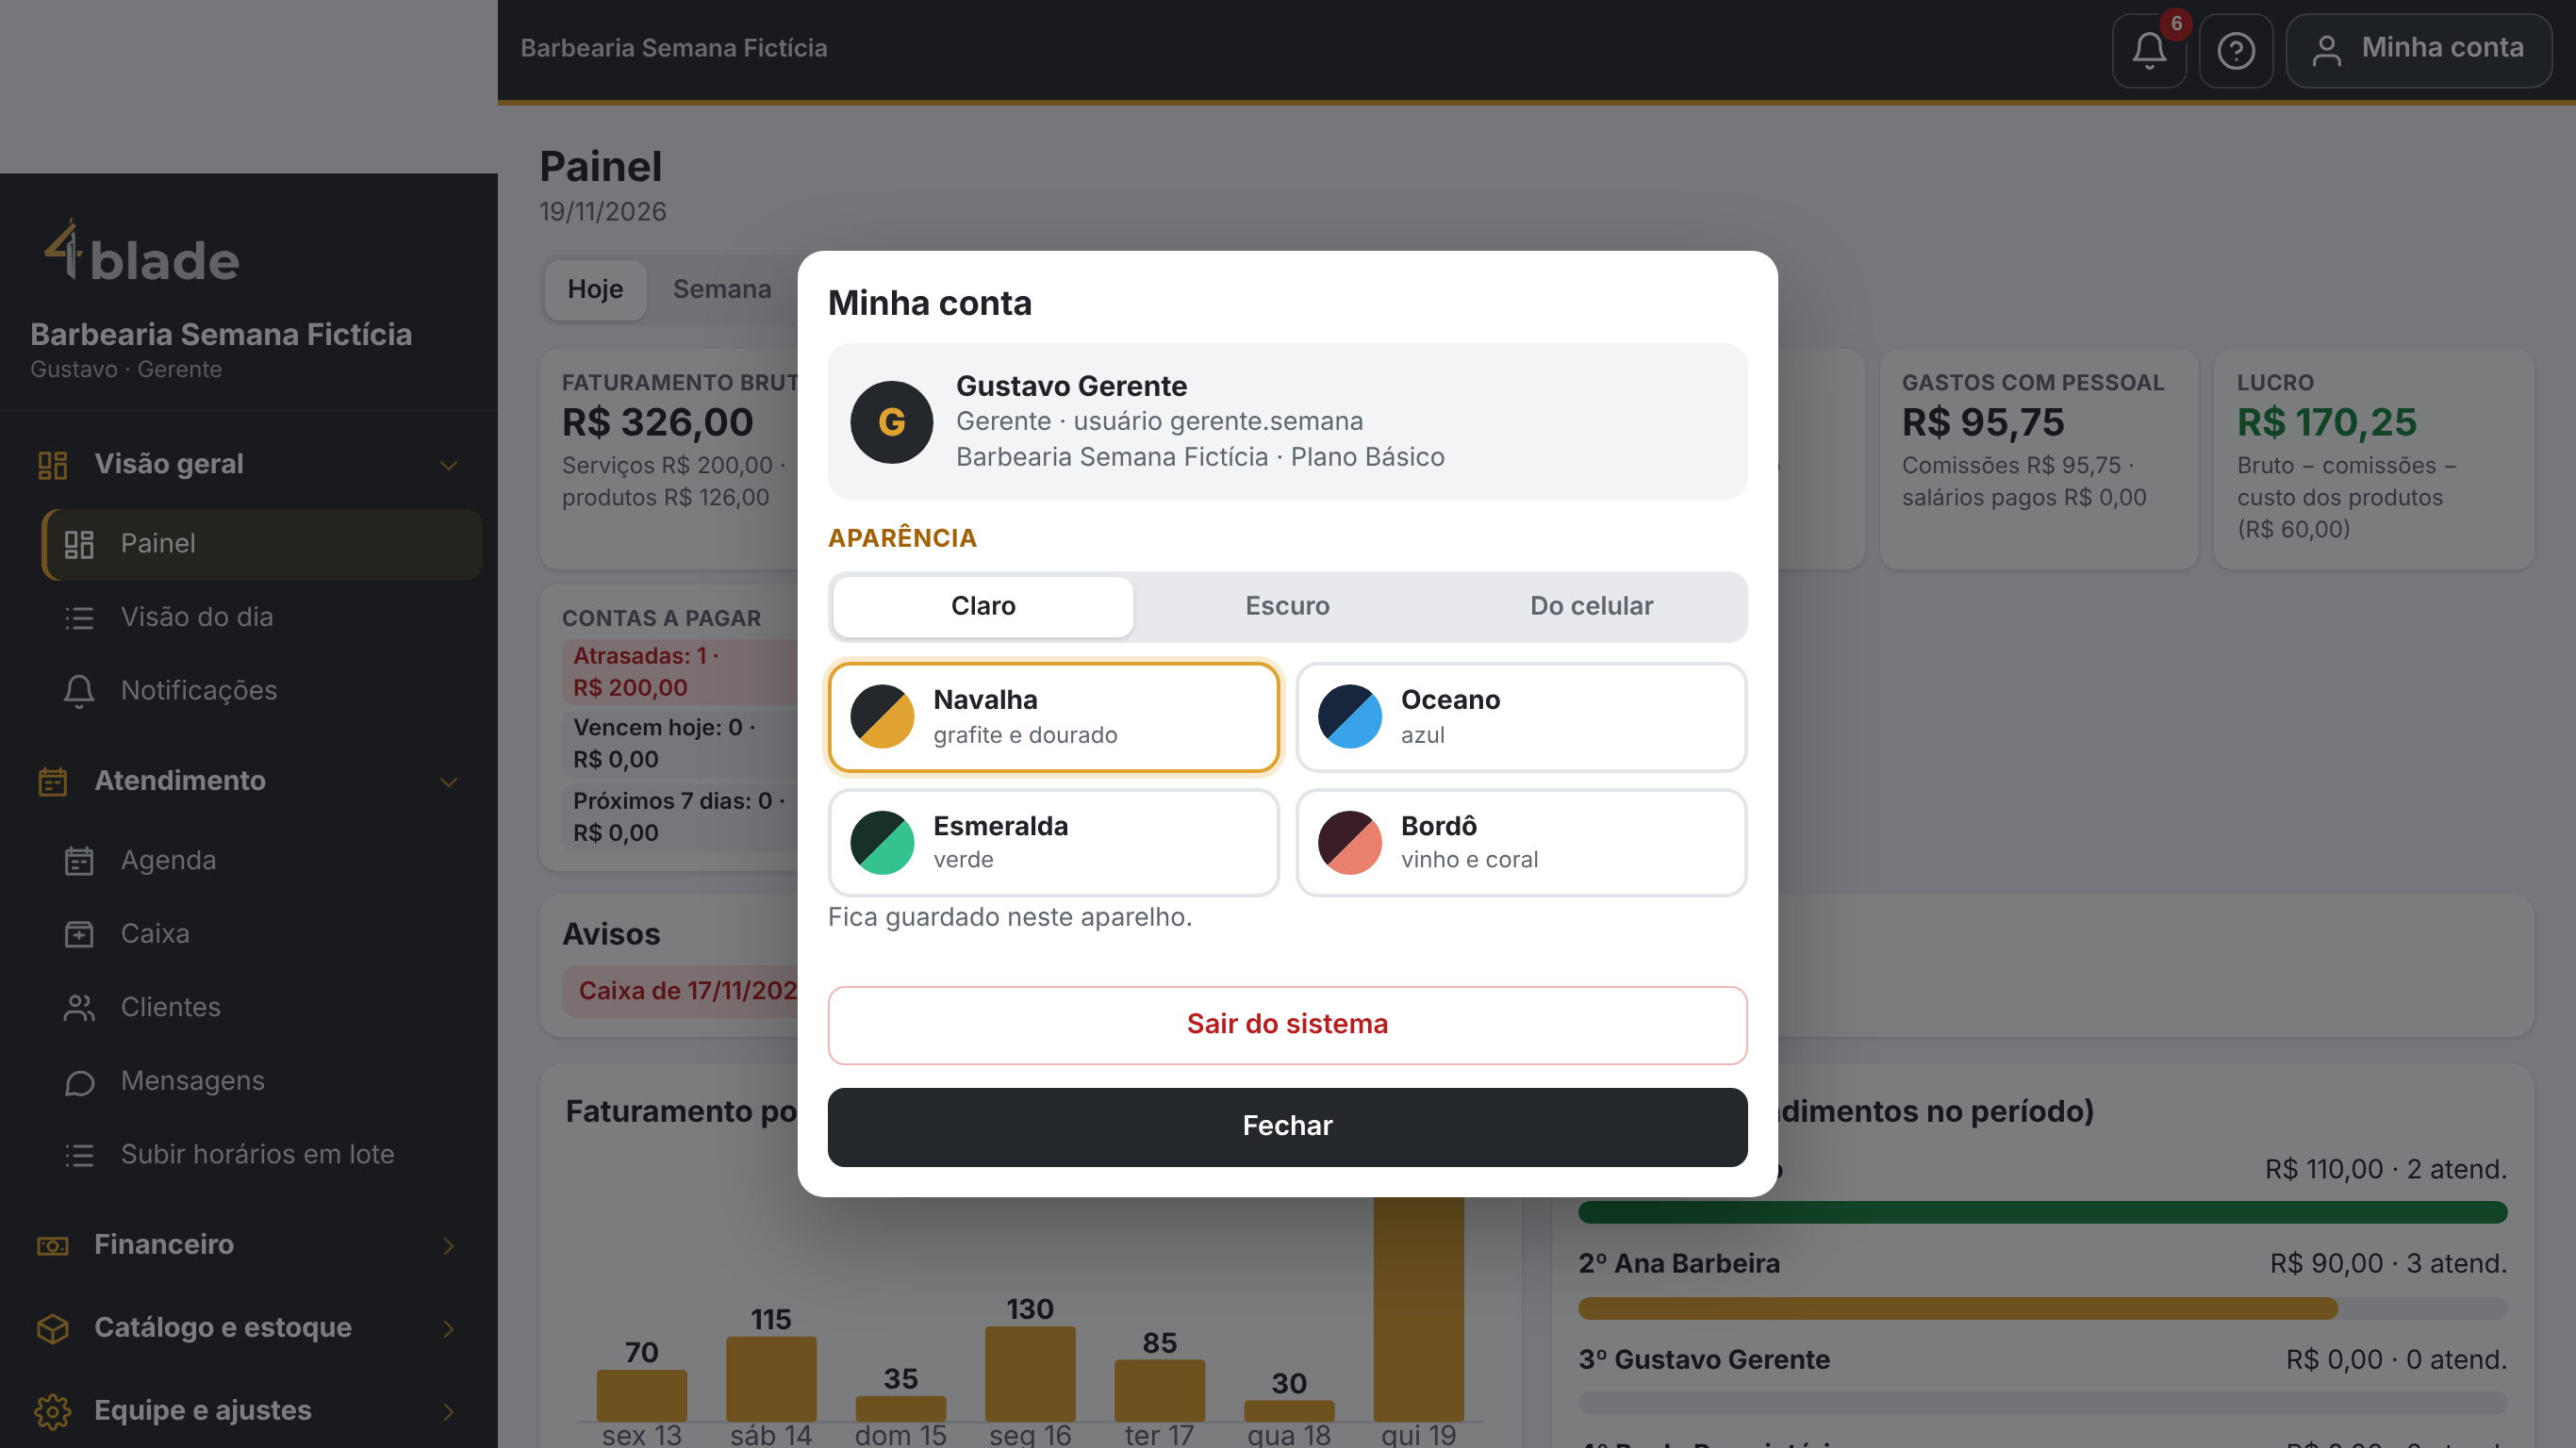 Barbearia Semana Fictícia
6
Minha conta
4blade
Barbearia Semana Fictícia
Gustavo · Gerente
Visão geral
Painel
Visão do dia
Notificações
Atendimento
Agenda
Caixa
Clientes
Mensagens
Subir horários em lote
Financeiro
Catálogo e estoque
Equipe e ajustes
Painel
19/11/2026
Hoje
Semana
FATURAMENTO BRUT
R$ 326,00
Serviços R$ 200,00 ·
produtos R$ 126,00
GASTOS COM PESSOAL
R$ 95,75
Comissões R$ 95,75 ·
salários pagos R$ 0,00
LUCRO
R$ 170,25
Bruto – comissões –
custo dos produtos
(R$ 60,00)
CONTAS A PAGAR
Atrasadas: 1 ·
R$ 200,00
Vencem hoje: 0 ·
R$ 0,00
Próximos 7 dias: 0 ·
R$ 0,00
Avisos
Caixa de 17/11/202
Minha conta
G
Gustavo Gerente
Gerente · usuário gerente.semana
Barbearia Semana Fictícia · Plano Básico
APARÊNCIA
Claro
Escuro
Do celular
Navalha
grafite e dourado
Oceano
azul
Esmeralda
verde
Bordô
vinho e coral
Fica guardado neste aparelho.
Sair do sistema
Fechar
Faturamento po
70
115
35
130
85
30
sex 13
sáb 14
dom 15
seg 16
ter 17
qua 18
qui 19
dimentos no período)
R$ 110,00 · 2 atend.
2º Ana Barbeira
R$ 90,00 · 3 atend.
3º Gustavo Gerente
R$ 0,00 · 0 atend.